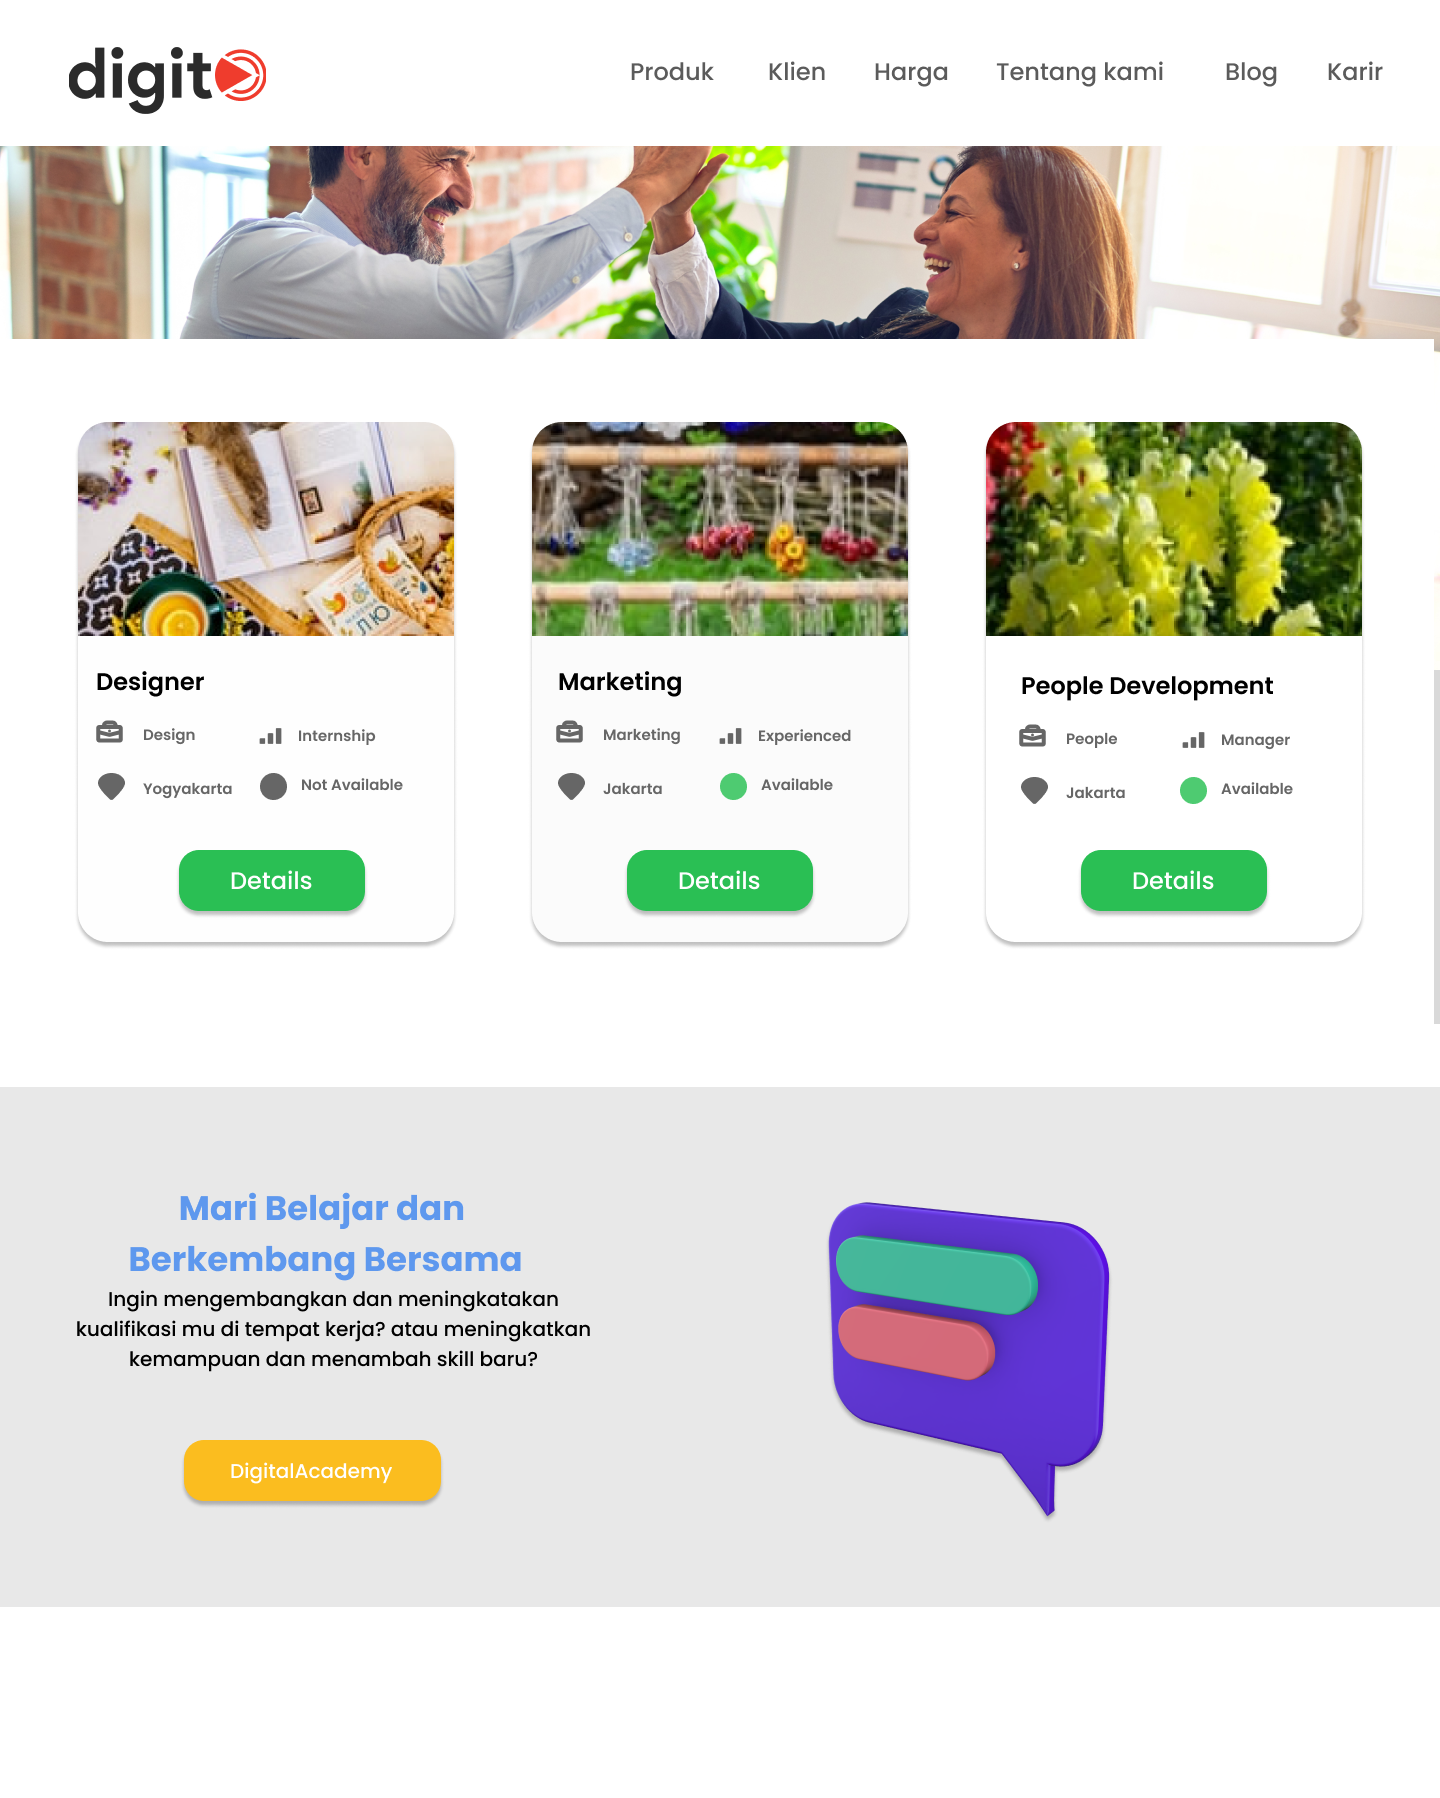 digito
Produk Klien Harga Tentang kami Blog Karir
ЛЮ
Designer
Design Internship
Yogyakarta Not Available
Details
Marketing
Marketing Experienced
Jakarta Available
Details
People Development
People Manager
Jakarta Available
Details
Mari Belajar dan
Berkembang Bersama
Ingin mengembangkan dan meningkatakan
kualifikasi mu di tempat kerja? atau meningkatkan
kemampuan dan menambah skill baru?
DigitalAcademy